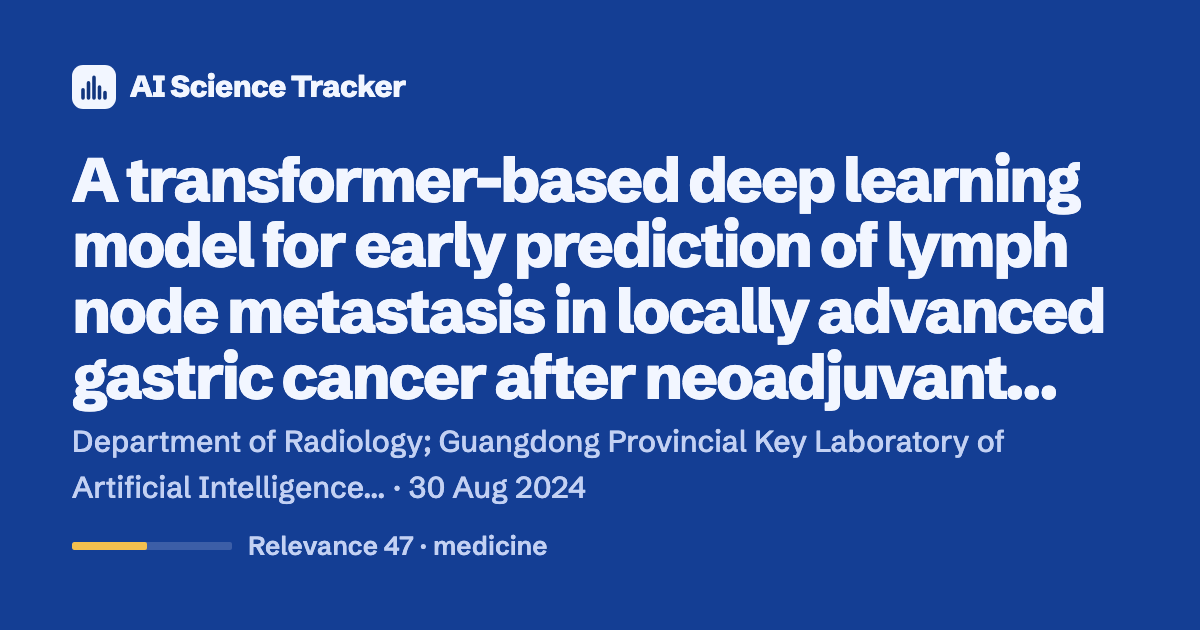 AI Science Tracker
A transformer-based deep learning
model for early prediction of lymph
node metastasis in locally advanced
gastric cancer after neoadjuvant...
Department of Radiology; Guangdong Provincial Key Laboratory of
Artificial Intelligence... · 30 Aug 2024
Relevance 47 · medicine